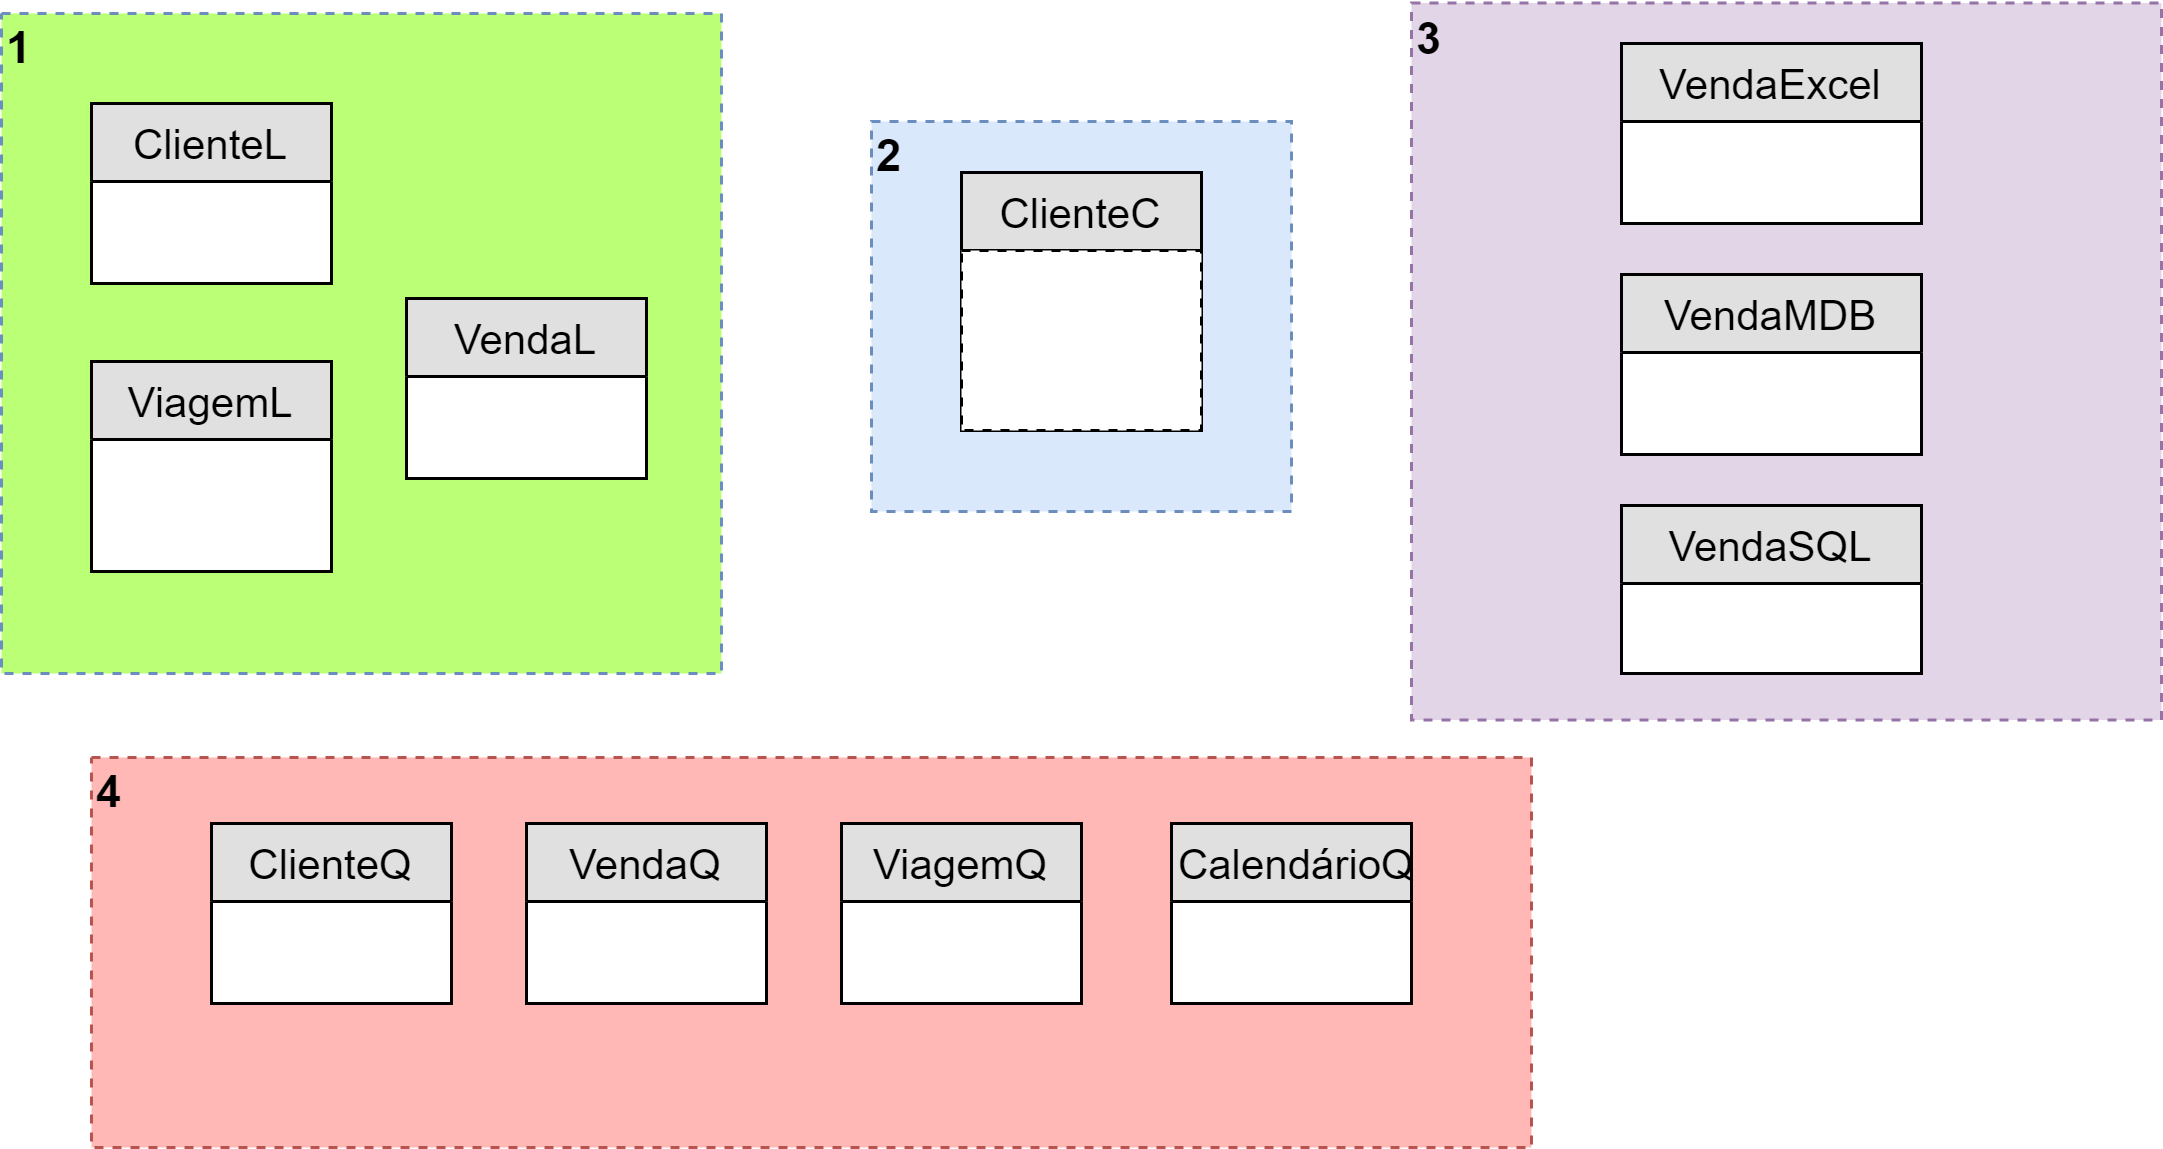 1
ClienteL
ViagemL
VendaL
2
ClienteC
3
VendaExcel
VendaMDB
VendaSQL
4
ClienteQ
VendaQ
ViagemQ
CalendárioQ